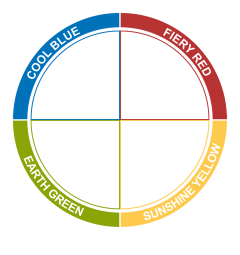 COOL BLUE
FIERY RED
EARTH GREEN
SUNSHINE YELLOW